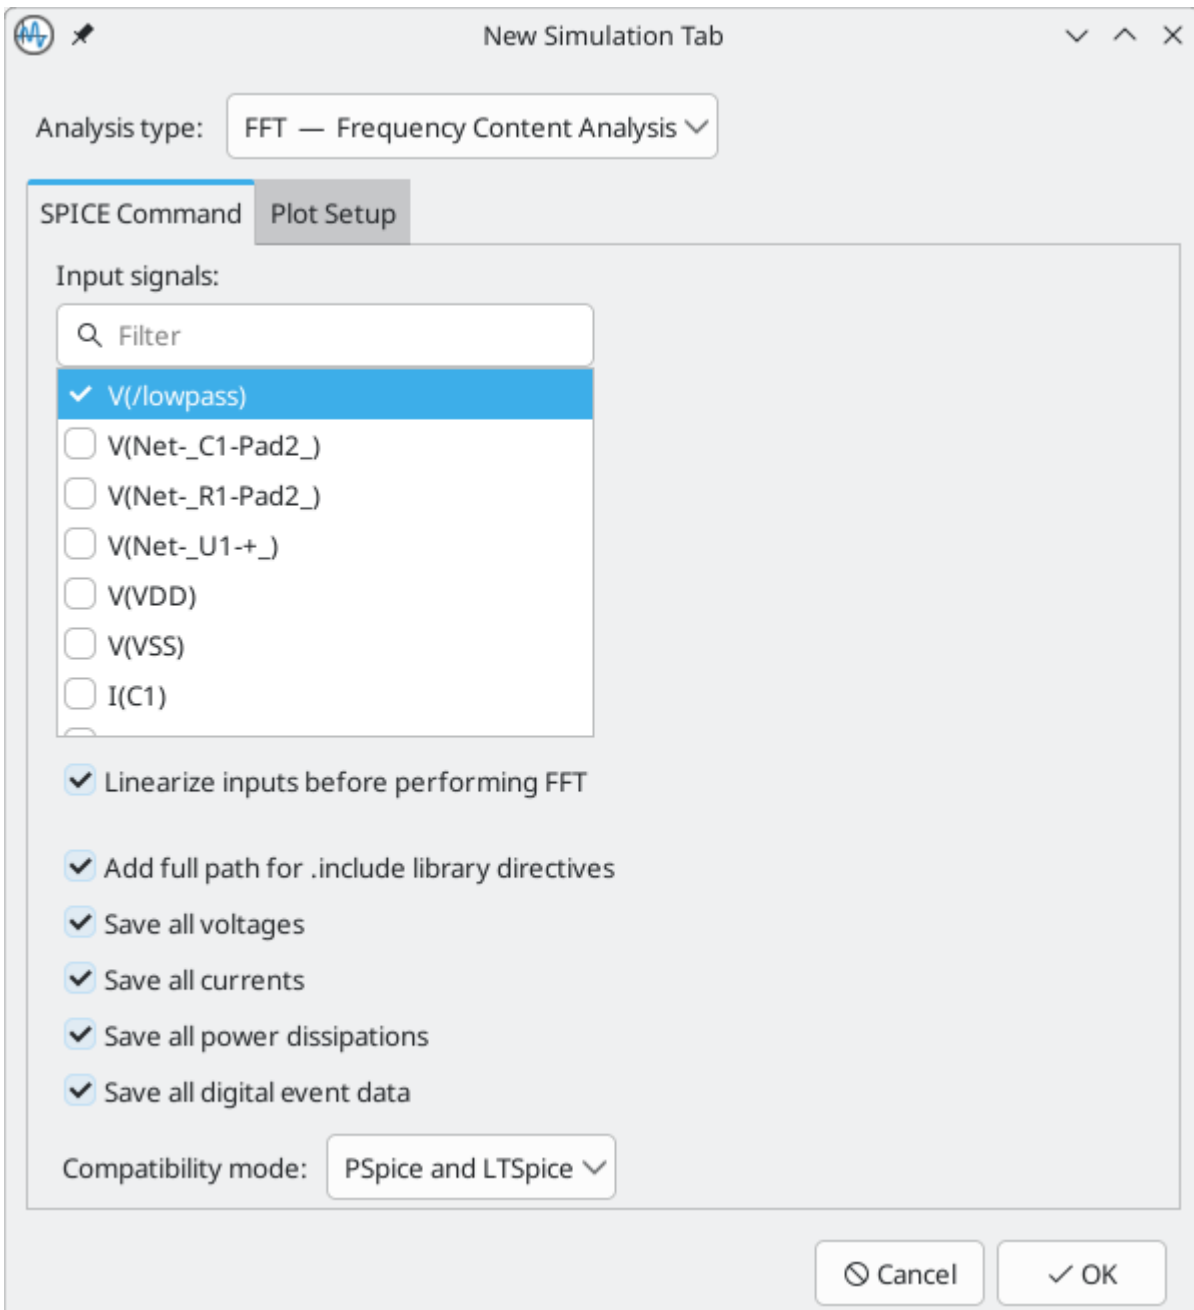 New Simulation Tab
Analysis type: FFT — Frequency Content Analysis
SPICE Command Plot Setup
Input signals:
Filter
V(/lowpass)
V(Net-_C1-Pad2_)
V(Net-_R1-Pad2_)
V(Net-_U1-+_)
V(VDD)
V(VSS)
I(C1)
Linearize inputs before performing FFT
Add full path for .include library directives
Save all voltages
Save all currents
Save all power dissipations
Save all digital event data
Compatibility mode: PSpice and LTSpice
Cancel OK